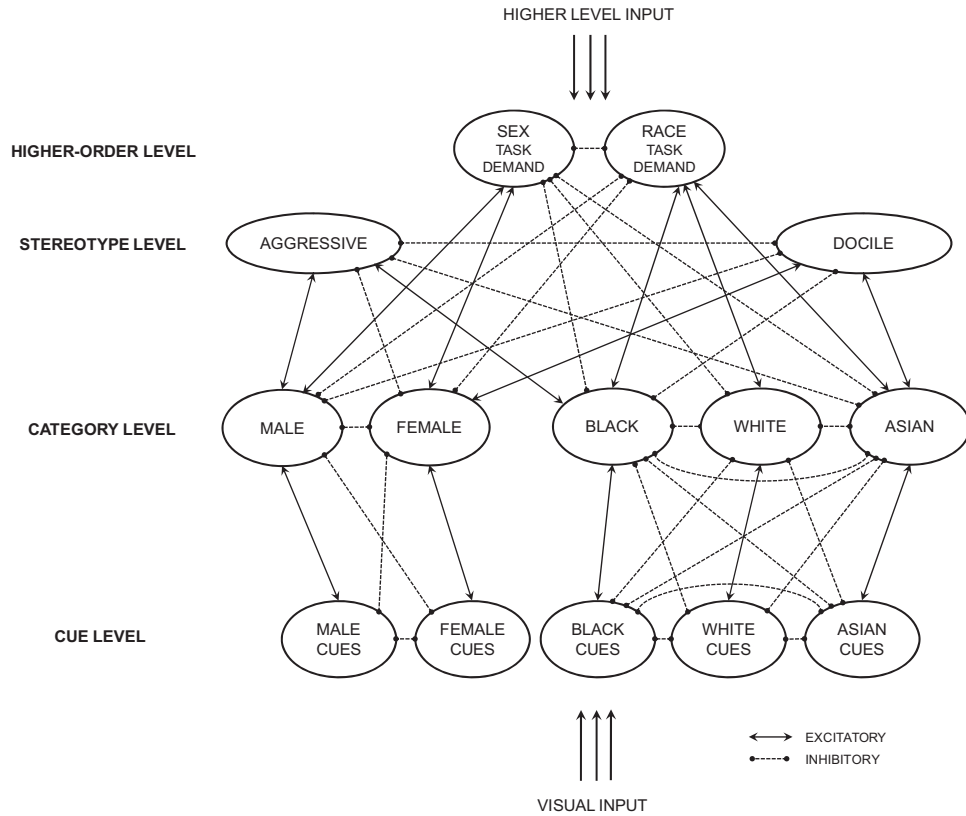 HIGHER LEVEL INPUT
HIGHER-ORDER LEVEL
SEX
TASK
DEMAND
RACE
TASK
DEMAND
STEREOTYPE LEVEL
AGGRESSIVE
DOCILE
CATEGORY LEVEL
MALE
FEMALE
BLACK
WHITE
ASIAN
CUE LEVEL
MALE
CUES
FEMALE
CUES
BLACK
CUES
WHITE
CUES
ASIAN
CUES
EXCITATORY
INHIBITORY
VISUAL INPUT